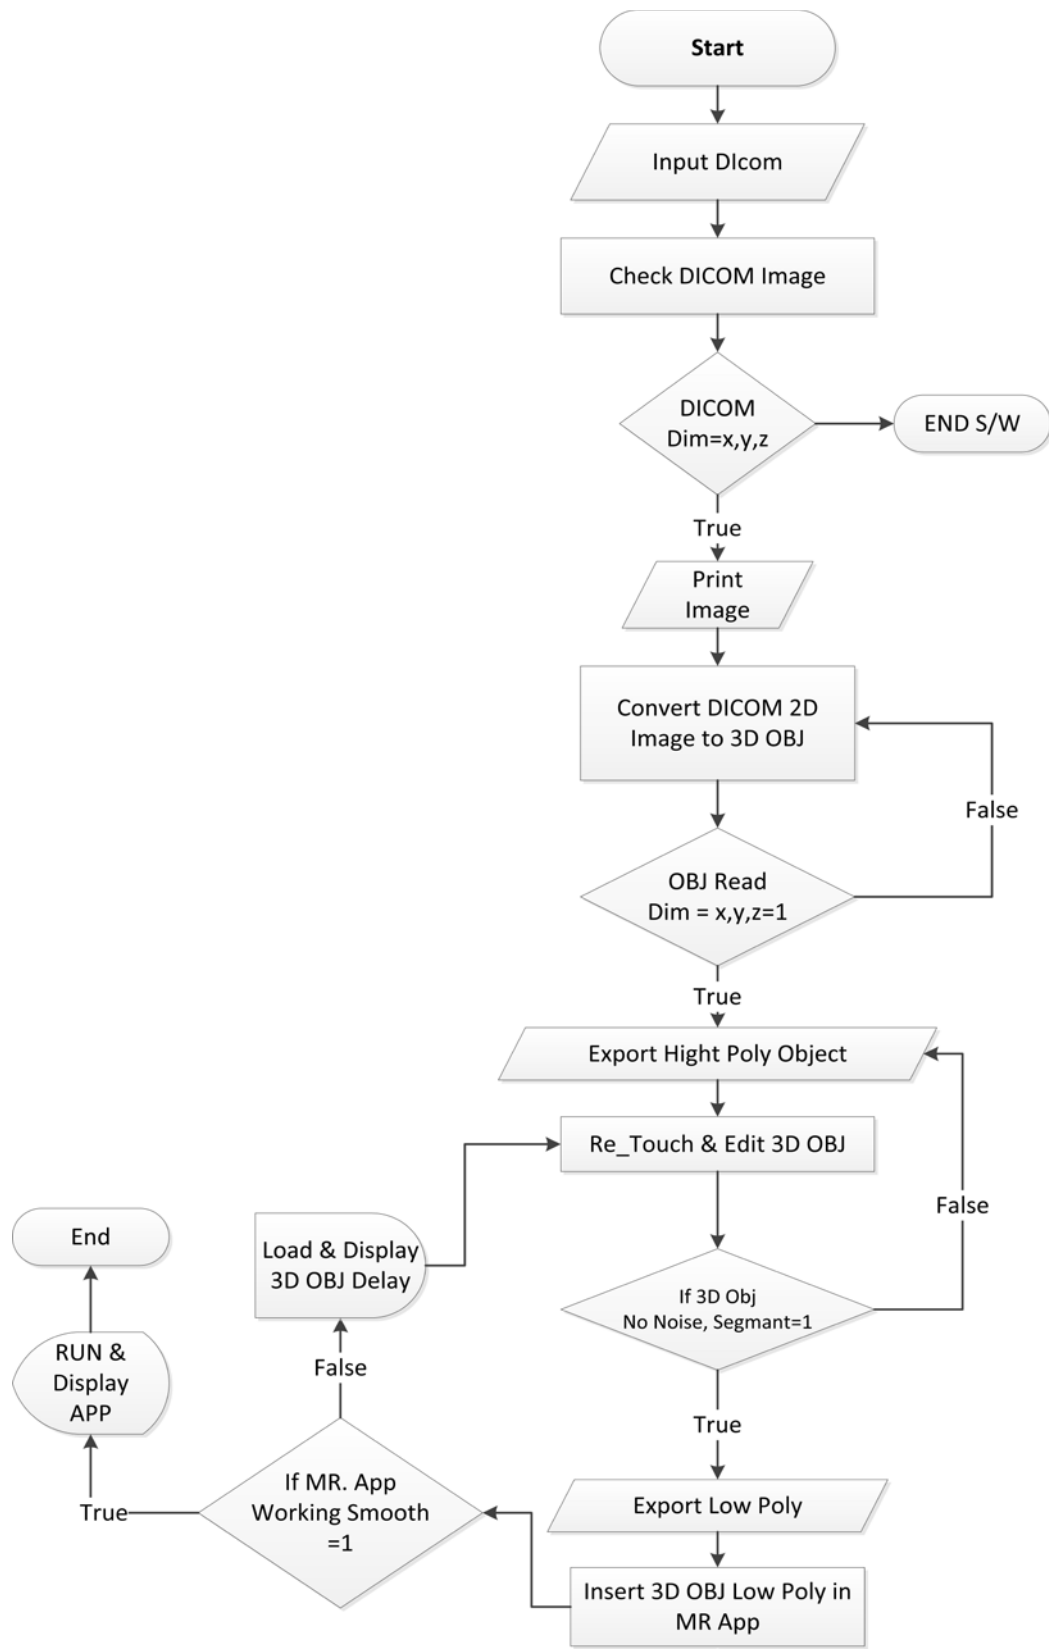 Start
Input DIcom
Check DICOM Image
DICOM
Dim=x,y,z
END S/W
True
Print
Image
Convert DICOM 2D
Image to 3D OBJ
False
OBJ Read
Dim = x,y,z=1
True
Export Hight Poly Object
Re_Touch & Edit 3D OBJ
False
If 3D Obj
No Noise, Segmant=1
True
Export Low Poly
Insert 3D OBJ Low Poly in
MR App
If MR. App
Working Smooth
=1
False
Load & Display
3D OBJ Delay
True
RUN &
Display
APP
End